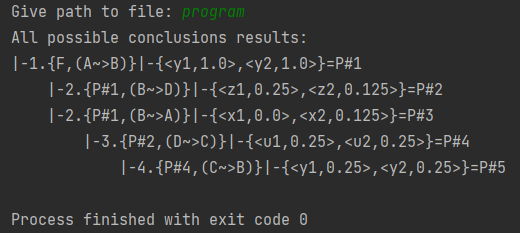 Give path to file: program
All possible conclusions results:
|-1.{F,(A~>B)}|-{<y1,1.0>,<y2,1.0>}=P#1
    |-2.{P#1,(B~>D)}|-{<z1,0.25>,<z2,0.125>}=P#2
    |-2.{P#1,(B~>A)}|-{<x1,0.0>,<x2,0.125>}=P#3
        |-3.{P#2,(D~>C)}|-{<u1,0.25>,<u2,0.25>}=P#4
            |-4.{P#4,(C~>B)}|-{<y1,0.25>,<y2,0.25>}=P#5
Process finished with exit code 0